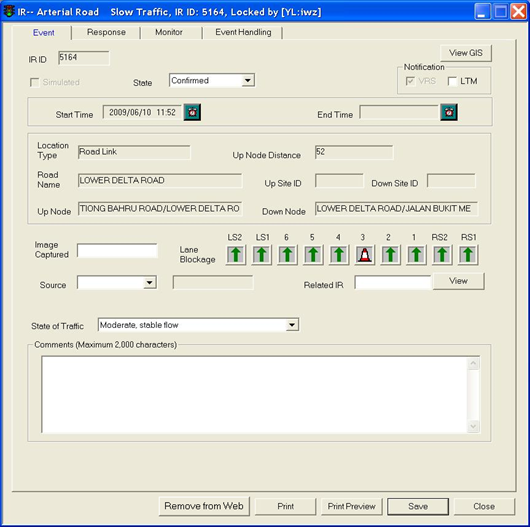 IR-- Arterial Road    Slow Traffic, IR ID: 5164, Locked by [YL:iwz]
Event Response Monitor Event Handling
View GIS
IR ID 5164
Notification
Simulated State Confirmed VRS LTM
Start Time 2009/06/10 11:52 End Time
Location Type Road Link Up Node Distance 52
Road Name LOWER DELTA ROAD Up Site ID Down Site ID
Up Node TIONG BAHRU ROAD/LOWER DELTA RO Down Node LOWER DELTA ROAD/JALAN BUKIT ME
LS2 LS1 6 5 4 3 2 1 RS2 RS1
Image Captured Lane Blockage
Source Related IR View
State of Traffic Moderate, stable flow
Comments (Maximum 2,000 characters)
Remove from Web Print Print Preview Save Close